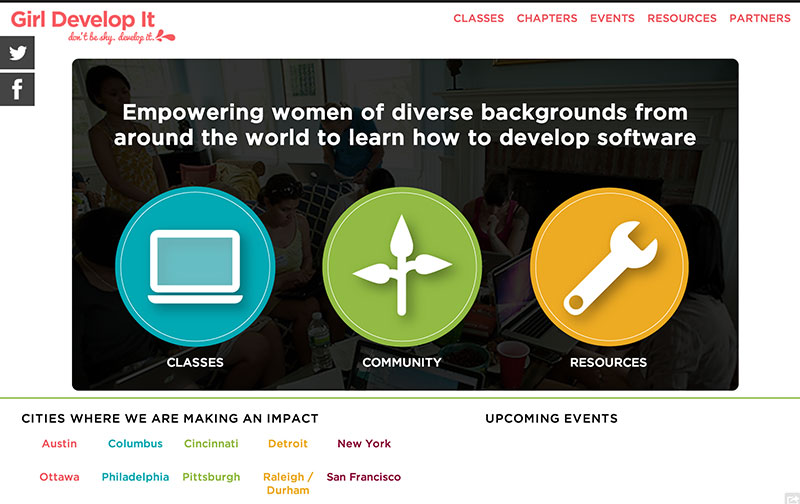 Girl Develop It
don't be shy. develop it.
CLASSES CHAPTERS EVENTS RESOURCES PARTNERS
Empowering women of diverse backgrounds from
around the world to learn how to develop software
CLASSES COMMUNITY RESOURCES
CITIES WHERE WE ARE MAKING AN IMPACT
Austin Columbus Cincinnati Detroit New York
Ottawa Philadelphia Pittsburgh Raleigh / San Francisco
Durham
UPCOMING EVENTS